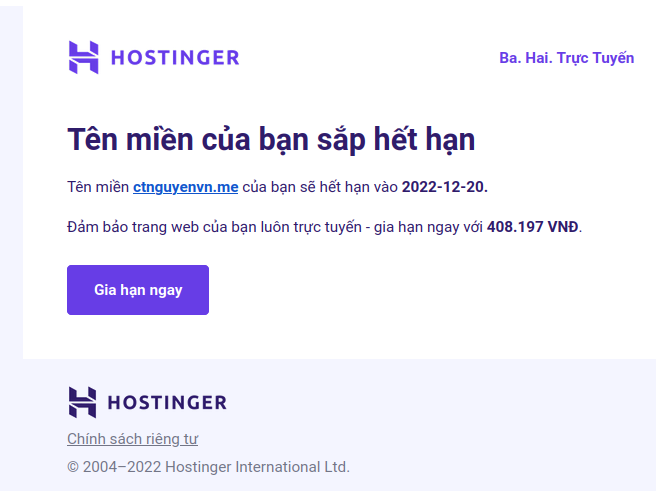 HOSTINGER
Ba. Hai. Trực Tuyến
Tên miền của bạn sắp hết hạn
Tên miền ctnguyenvn.me của bạn sẽ hết hạn vào 2022-12-20.
Đảm bảo trang web của bạn luôn trực tuyến - gia hạn ngay với 408.197 VNĐ.
Gia hạn ngay
HOSTINGER
Chính sách riêng tư
© 2004–2022 Hostinger International Ltd.